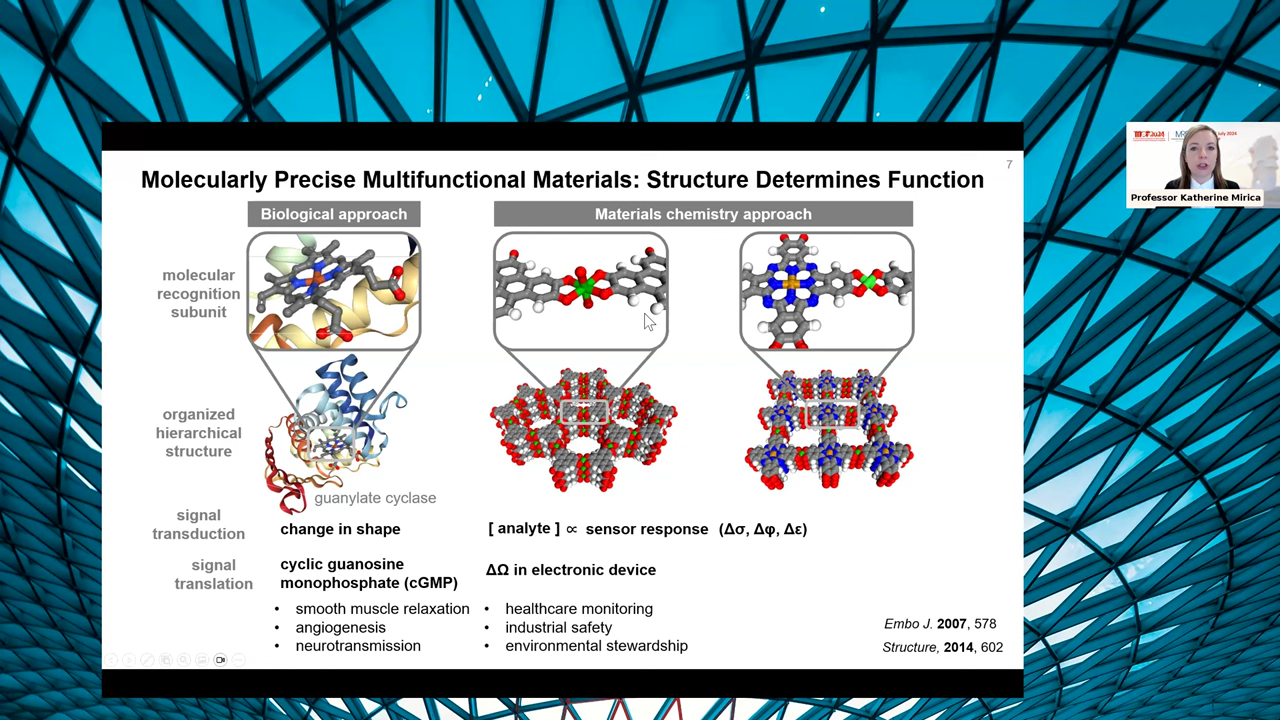 7
Molecularly Precise Multifunctional Materials: Structure Determines Function
Biological approach
Materials chemistry approach
molecular
recognition
subunit
organized
hierarchical
structure
guanylate cyclase
signal
transduction
change in shape
[ analyte ] ∝ sensor response (Δσ, Δφ, Δε)
signal
translation
cyclic guanosine
monophosphate (cGMP)
ΔΩ in electronic device
• smooth muscle relaxation
• angiogenesis
• neurotransmission
• healthcare monitoring
• industrial safety
• environmental stewardship
Embo J. 2007, 578
Structure, 2014, 602
Professor Katherine Mirica